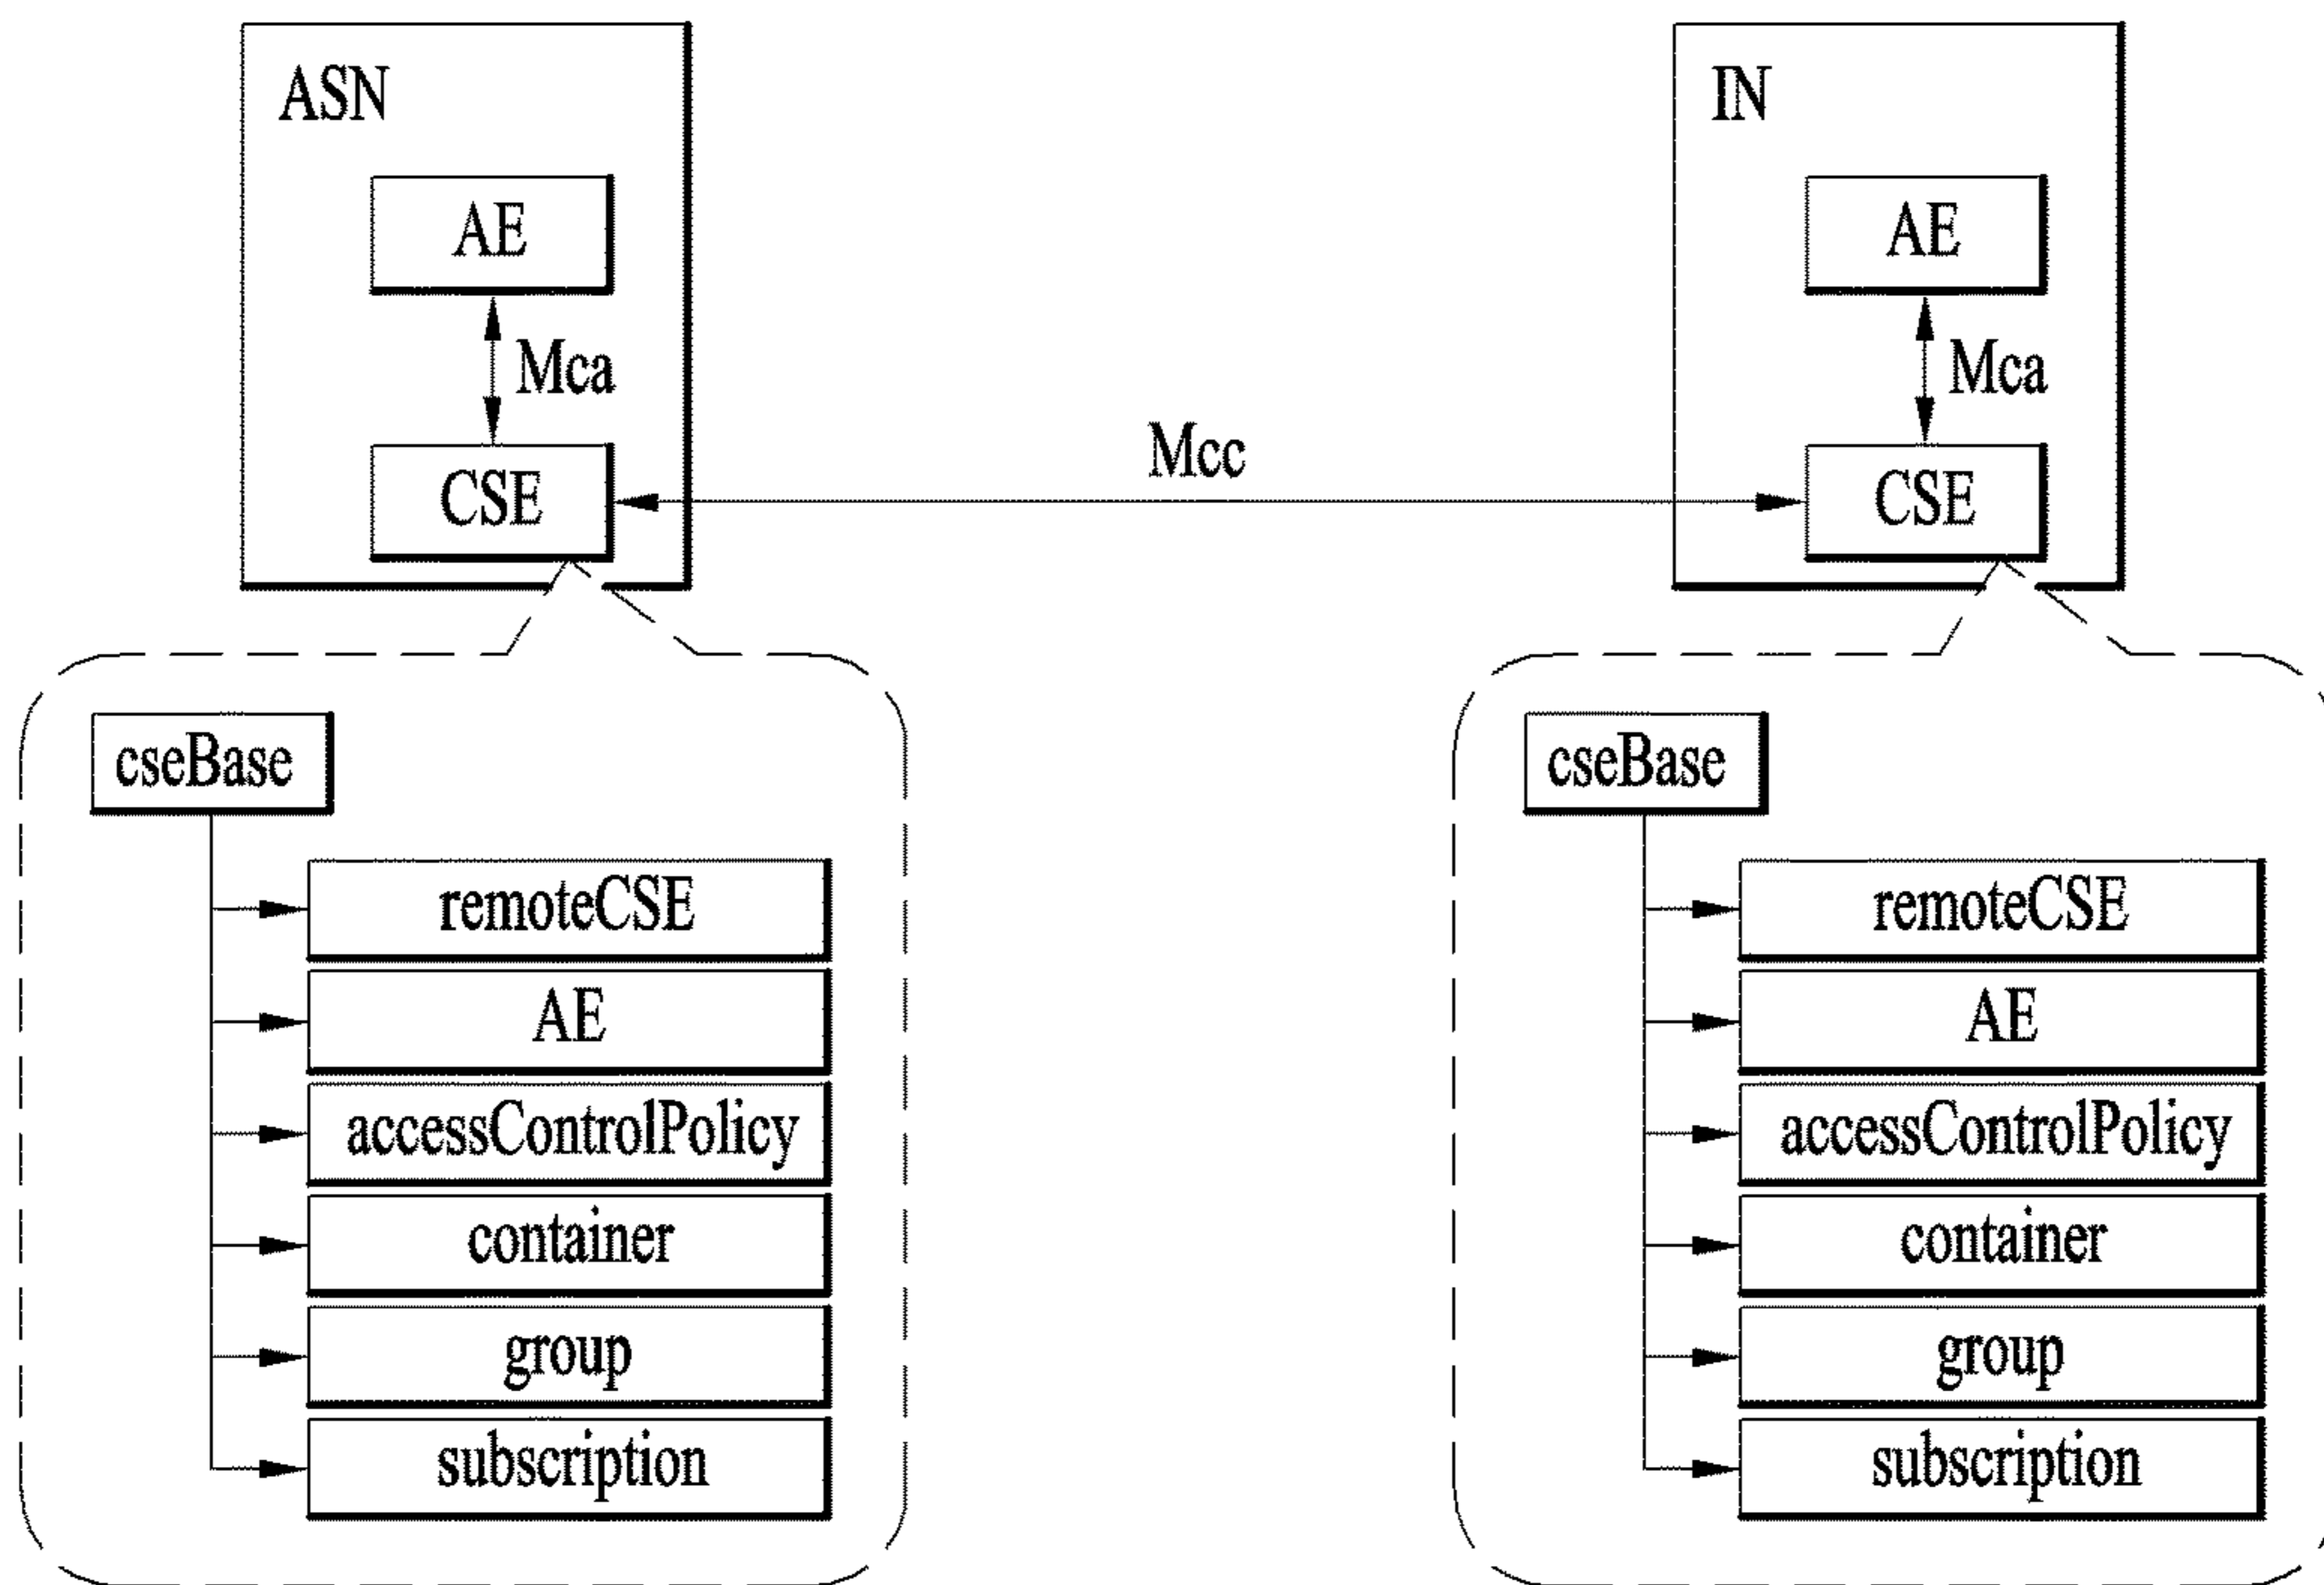 ASN
AE
Mca
CSE
Mcc
IN
AE
Mca
CSE
cseBase
remoteCSE
AE
accessControlPolicy
container
group
subscription
cseBase
remoteCSE
AE
accessControlPolicy
container
group
subscription